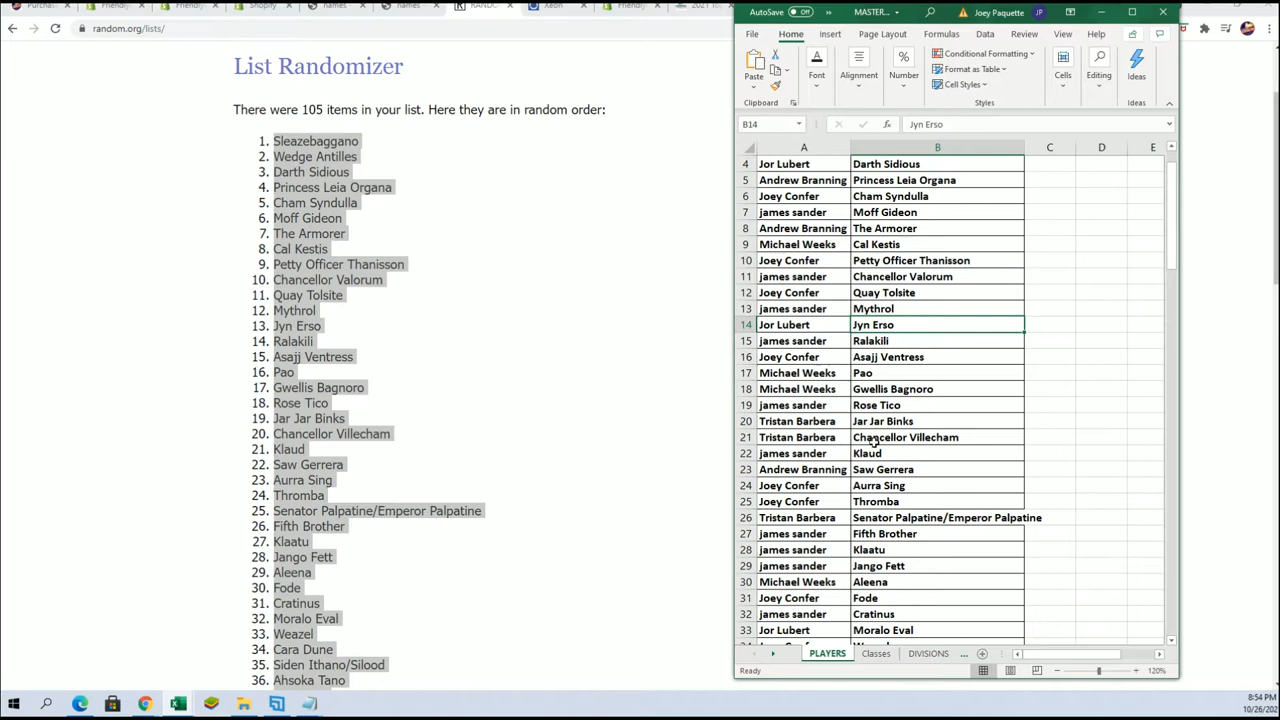 Purcha
Friendly
Friendly
Shopify
names
names
RANDO
Xeon
Friendly
2021 To
random.org/lists/
List Randomizer
There were 105 items in your list. Here they are in random order:
1. Sleazebaggano
2. Wedge Antilles
3. Darth Sidious
4. Princess Leia Organa
5. Cham Syndulla
6. Moff Gideon
7. The Armorer
8. Cal Kestis
9. Petty Officer Thanisson
10. Chancellor Valorum
11. Quay Tolsite
12. Mythrol
13. Jyn Erso
14. Ralakili
15. Asajj Ventress
16. Pao
17. Gwellis Bagnoro
18. Rose Tico
19. Jar Jar Binks
20. Chancellor Villecham
21. Klaud
22. Saw Gerrera
23. Aurra Sing
24. Thromba
25. Senator Palpatine/Emperor Palpatine
26. Fifth Brother
27. Klaatu
28. Jango Fett
29. Aleena
30. Fode
31. Cratinus
32. Moralo Eval
33. Weazel
34. Cara Dune
35. Siden Ithano/Silood
36. Ahsoka Tano
AutoSave Off » MASTER... Joey Paquette JP
File Home Insert Page Layout Formulas Data Review View Help
Paste Font Alignment Number Conditional Formatting Format as Table Cell Styles Cells Editing Ideas
Clipboard Styles Ideas
B14 fx Jyn Erso
A B C D E
4 Jor Lubert Darth Sidious
5 Andrew Branning Princess Leia Organa
6 Joey Confer Cham Syndulla
7 james sander Moff Gideon
8 Andrew Branning The Armorer
9 Michael Weeks Cal Kestis
10 Joey Confer Petty Officer Thanisson
11 james sander Chancellor Valorum
12 Joey Confer Quay Tolsite
13 james sander Mythrol
14 Jor Lubert Jyn Erso
15 james sander Ralakili
16 Joey Confer Asajj Ventress
17 Michael Weeks Pao
18 Michael Weeks Gwellis Bagnoro
19 james sander Rose Tico
20 Tristan Barbera Jar Jar Binks
21 Tristan Barbera Chancellor Villecham
22 james sander Klaud
23 Andrew Branning Saw Gerrera
24 Joey Confer Aurra Sing
25 Joey Confer Thromba
26 Tristan Barbera Senator Palpatine/Emperor Palpatine
27 james sander Fifth Brother
28 james sander Klaatu
29 james sander Jango Fett
30 Michael Weeks Aleena
31 Joey Confer Fode
32 james sander Cratinus
33 Jor Lubert Moralo Eval
PLAYERS Classes DIVISIONS ...
Ready 120%
8:54 PM
10/26/202